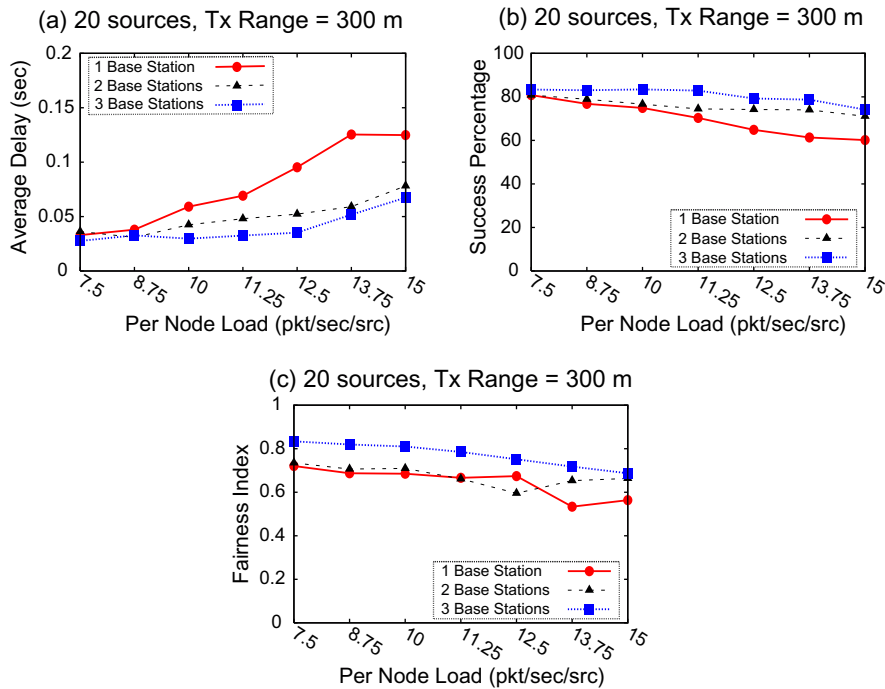 (a) 20 sources, Tx Range = 300 m
Average Delay (sec)
0.2
0.15
0.1
0.05
0
1 Base Station
2 Base Stations
3 Base Stations
7.5
8.75
10
11.25
12.5
13.75
15
Per Node Load (pkt/sec/src)
(b) 20 sources, Tx Range = 300 m
Success Percentage
100
80
60
40
20
0
1 Base Station
2 Base Stations
3 Base Stations
7.5
8.75
10
11.25
12.5
13.75
15
Per Node Load (pkt/sec/src)
(c) 20 sources, Tx Range = 300 m
Fairness Index
1
0.8
0.6
0.4
0.2
0
1 Base Station
2 Base Stations
3 Base Stations
7.5
8.75
10
11.25
12.5
13.75
15
Per Node Load (pkt/sec/src)